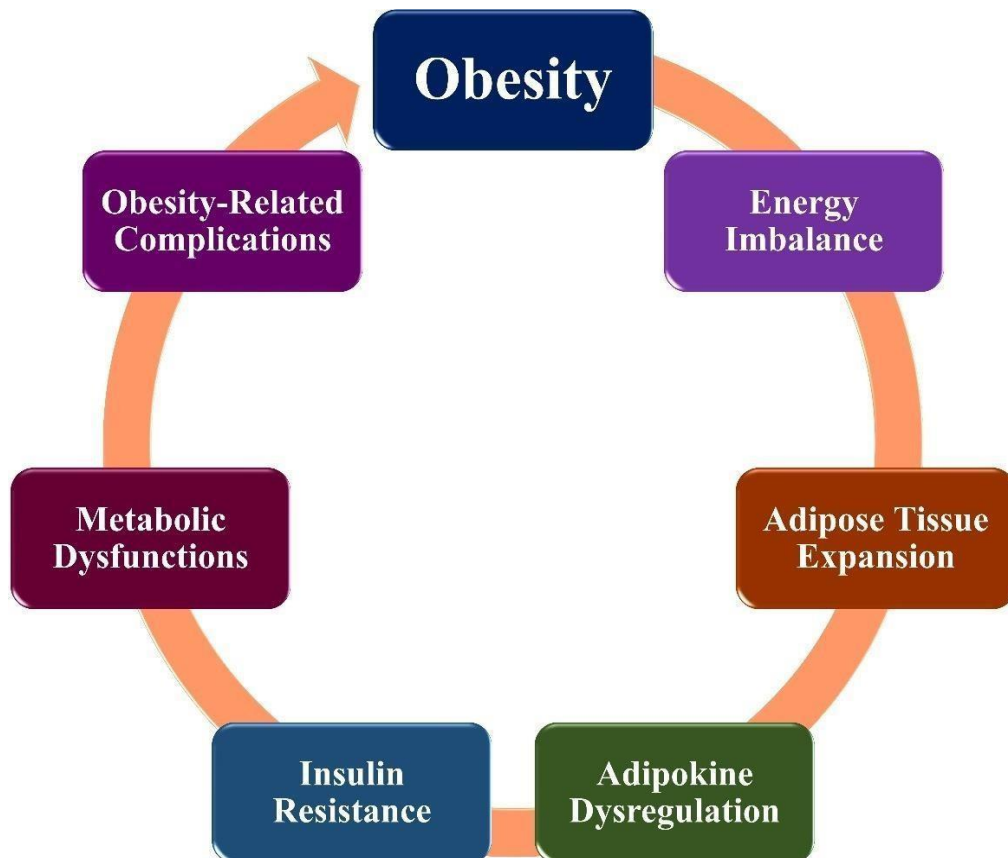 Obesity
Energy
Imbalance
Adipose Tissue
Expansion
Adipokine
Dysregulation
Insulin
Resistance
Metabolic
Dysfunctions
Obesity-Related
Complications